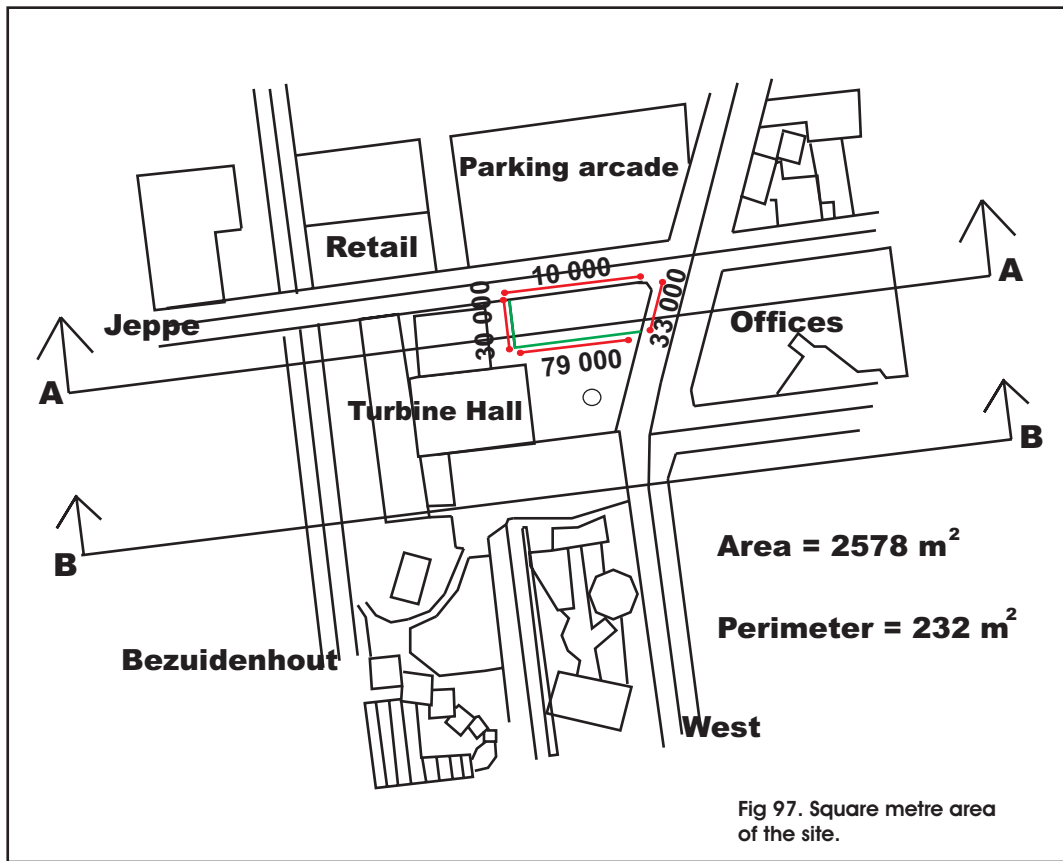 Parking arcade
Retail
10 000
A
Jeppe
30 000
33 000
Offices
79 000
A
Turbine Hall
B
B
Area = 2578 m²
Perimeter = 232 m²
Bezuidenhout
West
Fig 97. Square metre area
of the site.